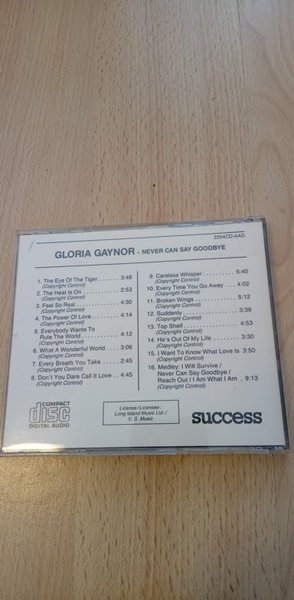 2204CD-AAD
GLORIA GAYNOR - NEVER CAN SAY GOODBYE
1. The Eye Of The Tiger 3:48
(Copyright Control)
2. The Heat Is On 2:53
(Copyright Control)
3. Feel So Real 4:30
(Copyright Control)
4. The Power Of Love 4:14
(Copyright Control)
5. Everybody Wants To
Rule The World 4:12
(Copyright Control)
6. What A Wonderful World 3:06
(Copyright Control)
7. Every Breath You Take 2:45
(Copyright Control)
8. Don't You Dare Call It Love 4:45
(Copyright Control)
9. Careless Whisper 5:40
(Copyright Control)
10. Every Time You Go Away 4:02
(Copyright Control)
11. Broken Wings 5:12
(Copyright Control)
12. Suddenly 3:39
(Copyright Control)
13. Top Shelf 4:53
(Copyright Control)
14. He's Out Of My Life 3:30
(Copyright Control)
15. I Want To Know What Love Is 3:50
(Copyright Control)
16. Medley: I Will Survive /
Never Can Say Goodbye /
Reach Out / I Am What I Am 9:13
(Copyright Control)
COMPACT
disc
DIGITAL AUDIO
License / Licensee:
Long Island Music Ltd /
V. S. Music
success